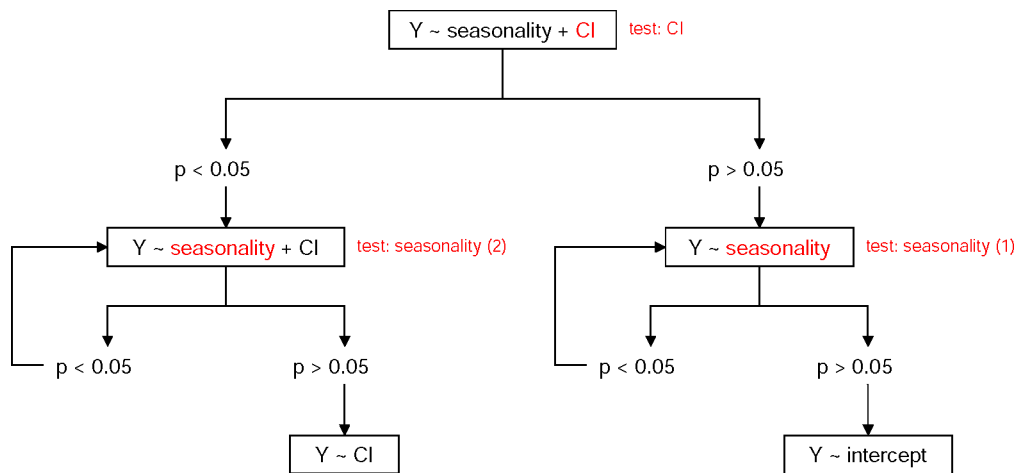 Y ~ seasonality + CI
test: CI
p < 0.05
p > 0.05
Y ~ seasonality + CI
test: seasonality (2)
Y ~ seasonality
test: seasonality (1)
p < 0.05
p > 0.05
p < 0.05
p > 0.05
Y ~ CI
Y ~ intercept